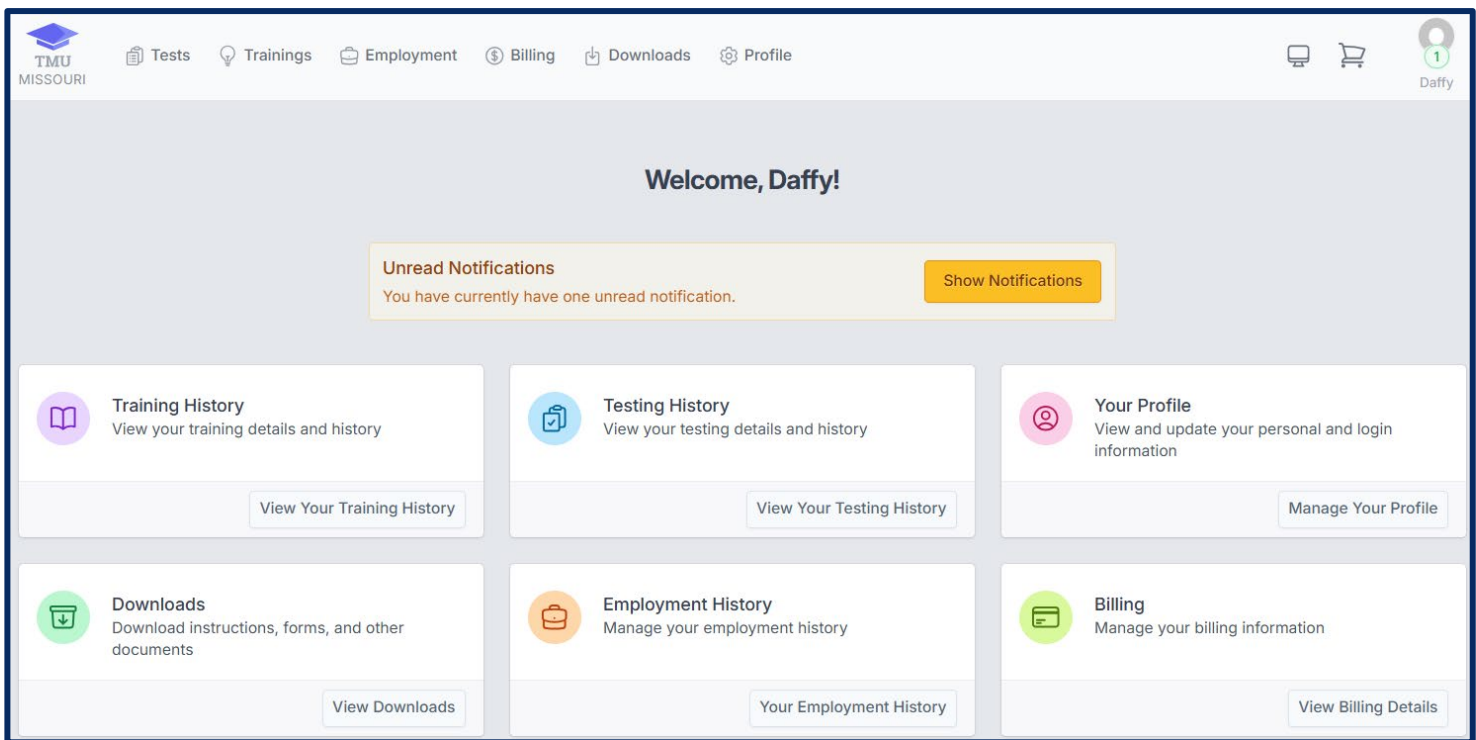 TMU
MISSOURI
Tests
Trainings
Employment
Billing
Downloads
Profile
1
Daffy
Welcome, Daffy!
Unread Notifications
You have currently have one unread notification.
Show Notifications
Training History
View your training details and history
View Your Training History
Testing History
View your testing details and history
View Your Testing History
Your Profile
View and update your personal and login
information
Manage Your Profile
Downloads
Download instructions, forms, and other
documents
View Downloads
Employment History
Manage your employment history
Your Employment History
Billing
Manage your billing information
View Billing Details